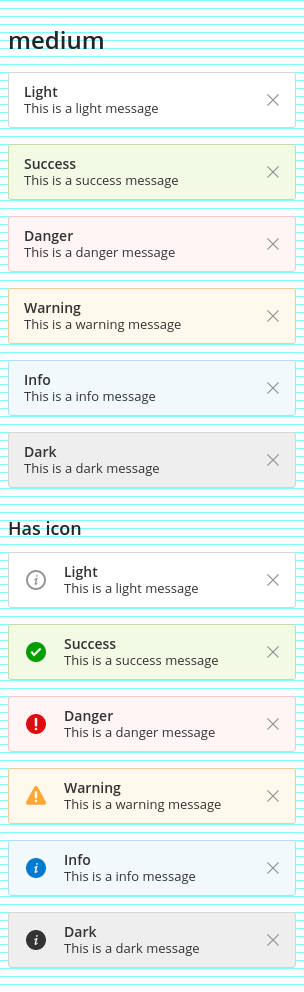 medium
Light
This is a light message
Success
This is a success message
Danger
This is a danger message
Warning
This is a warning message
Info
This is a info message
Dark
This is a dark message
Has icon
Light
This is a light message
Success
This is a success message
Danger
This is a danger message
Warning
This is a warning message
Info
This is a info message
Dark
This is a dark message